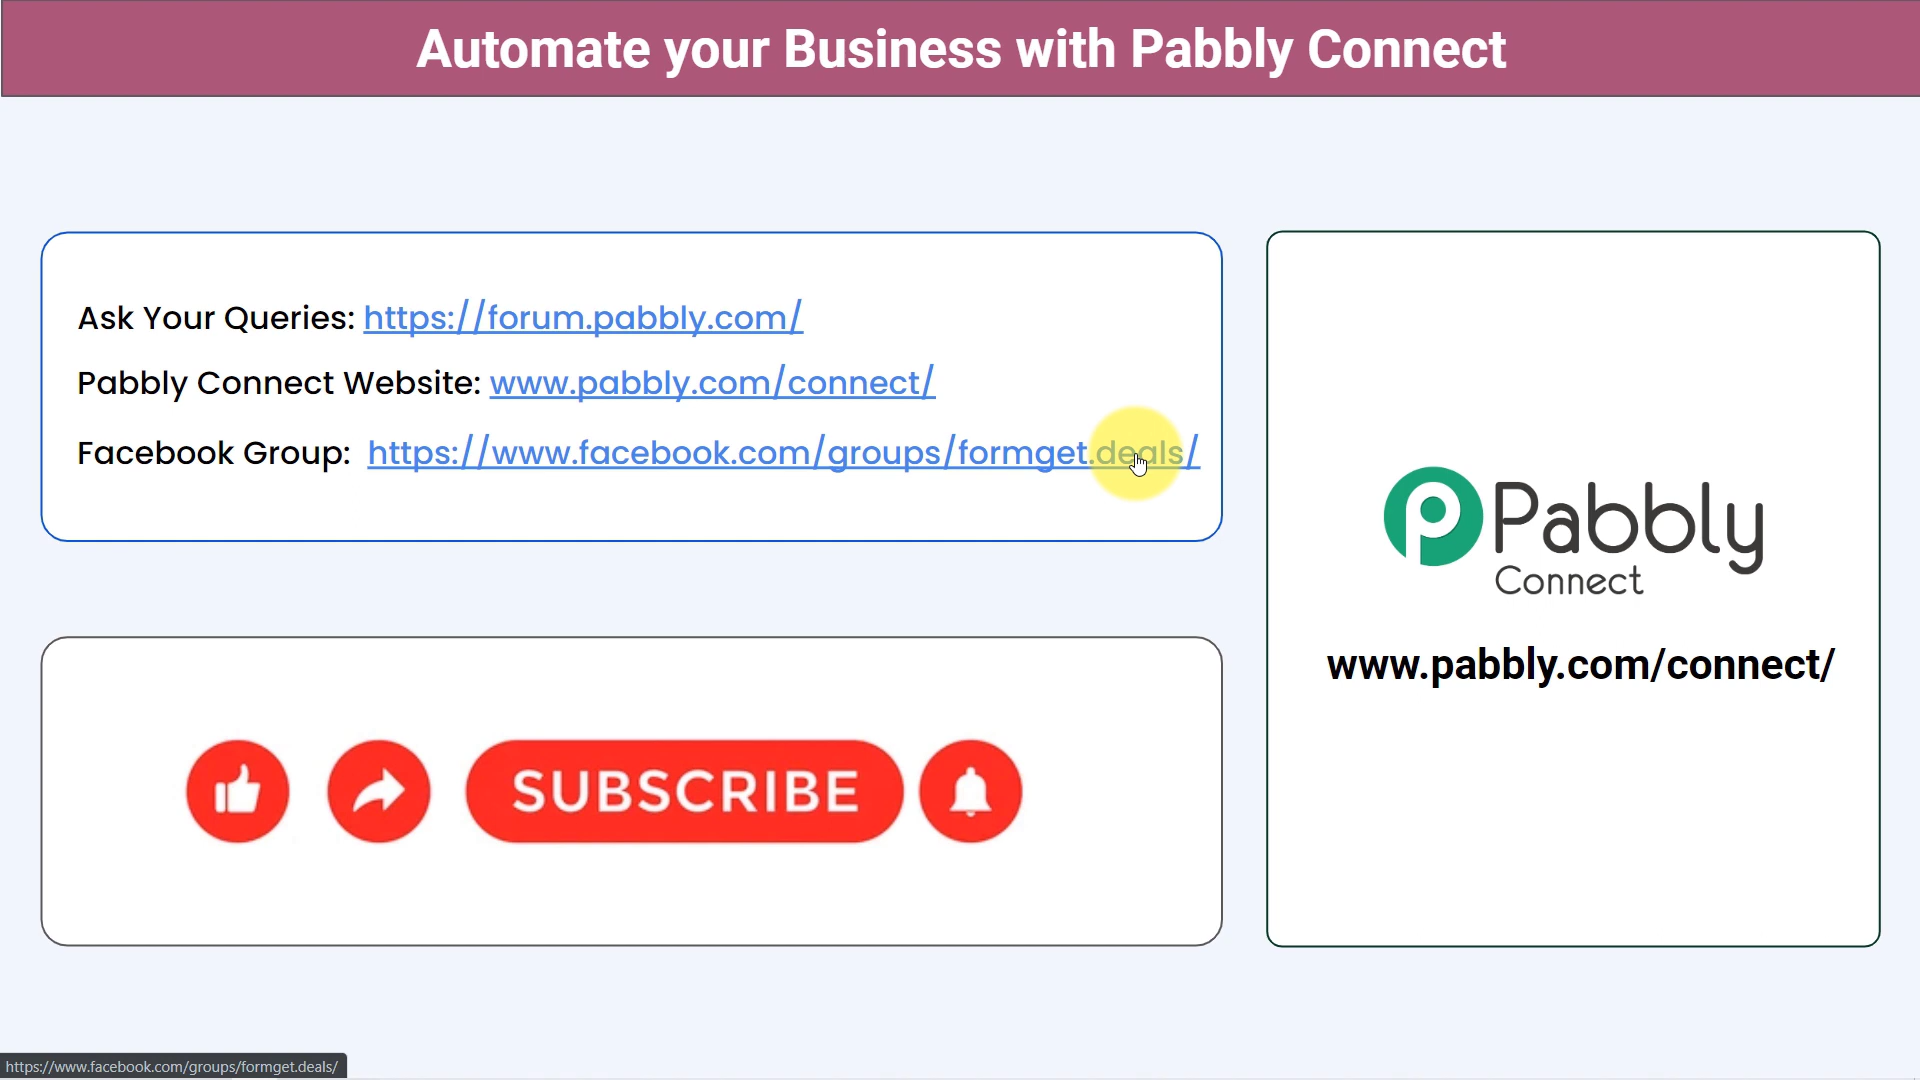 Automate your Business with Pabbly Connect
Ask Your Queries: https://forum.pabbly.com/
Pabbly Connect Website: www.pabbly.com/connect/
Facebook Group: https://www.facebook.com/groups/formget.deals/
SUBSCRIBE
Pabbly
Connect
www.pabbly.com/connect/
https://www.facebook.com/groups/formget.deals/